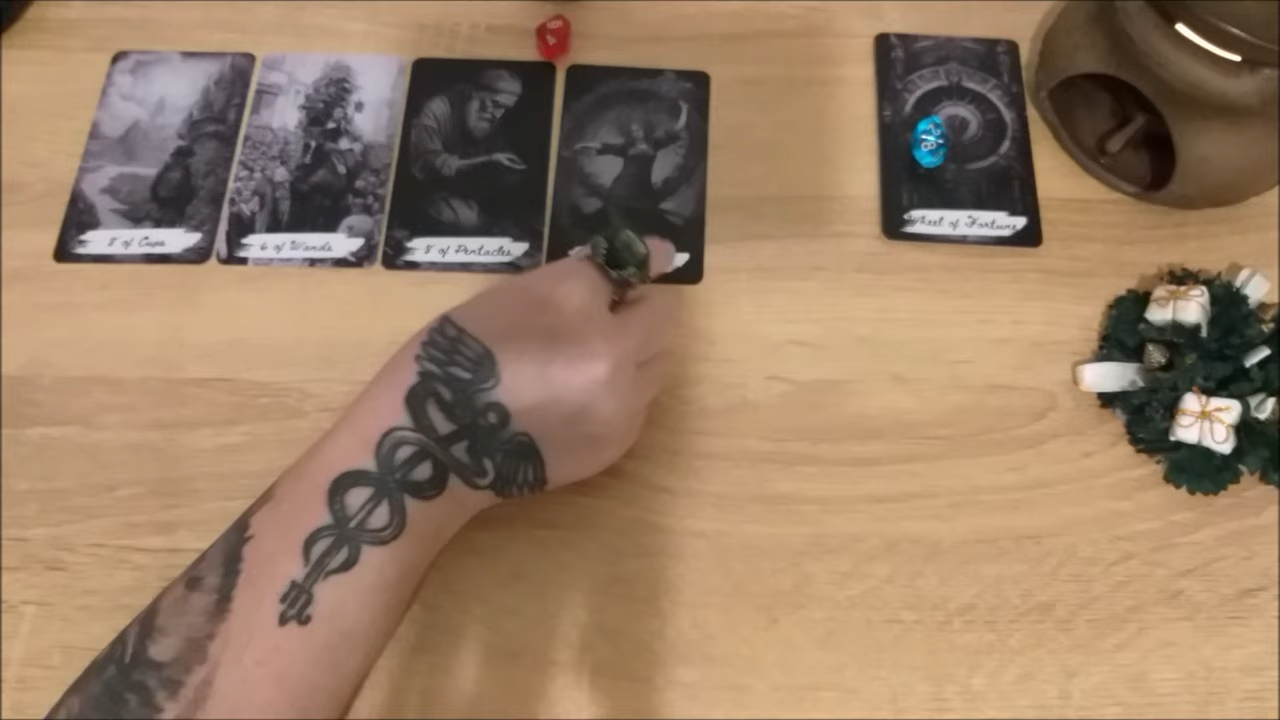 8 of Cups
6 of Wands
8 of Pentacles
Wheel of Fortune